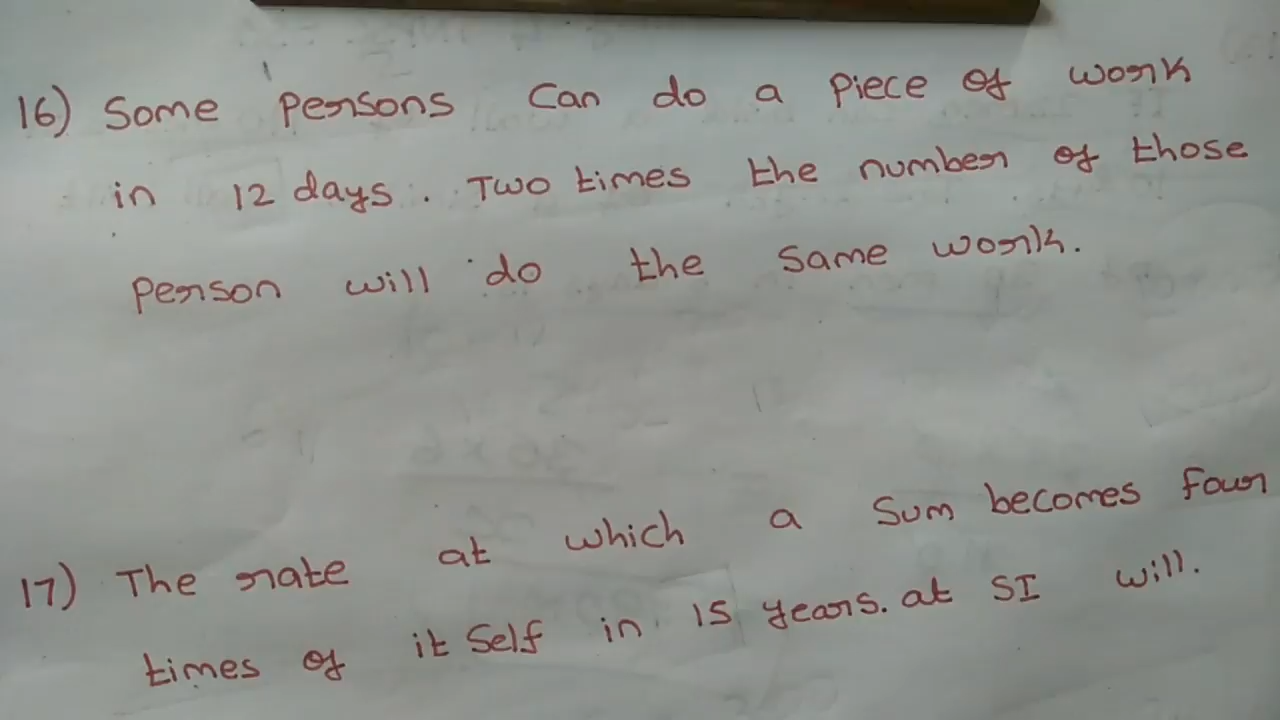 16) Some persons can do a piece of work
in 12 days. Two times the number of those
person will do the same work.
17) The rate at which a sum becomes four
times of it self in 15 years. at SI will.